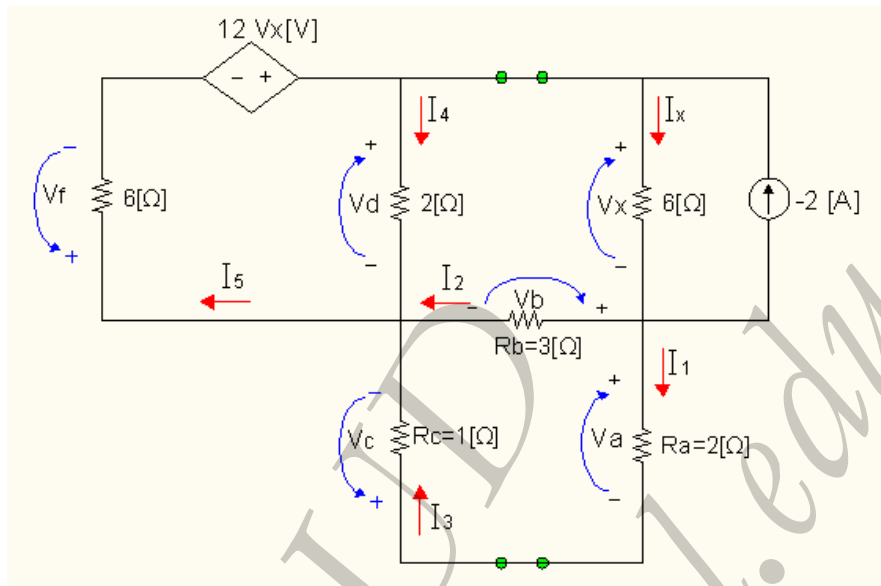 12 Vx[V]
− +
I4
Ix
−
Vf
+
6[Ω]
+
Vd
−
2[Ω]
+
Vx
−
6[Ω]
-2 [A]
I5
I2
− Vb +
Rb=3[Ω]
I1
−
Vc
+
Rc=1[Ω]
+
Va
−
Ra=2[Ω]
I3